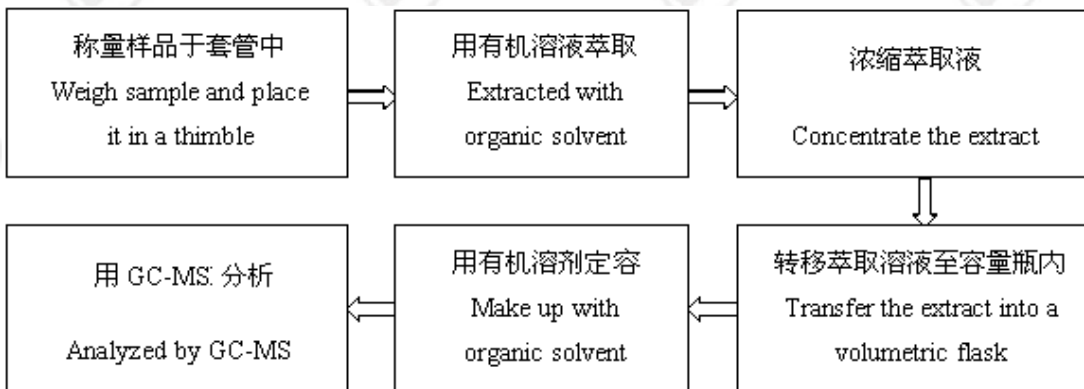 称量样品于套管中
Weigh sample and place
it in a thimble
用有机溶液萃取
Extracted with
organic solvent
浓缩萃取液
Concentrate the extract
转移萃取溶液至容量瓶内
Transfer the extract into a
volumetric flask
用有机溶剂定容
Make up with
organic solvent
用 GC-MS. 分析
Analyzed by GC-MS